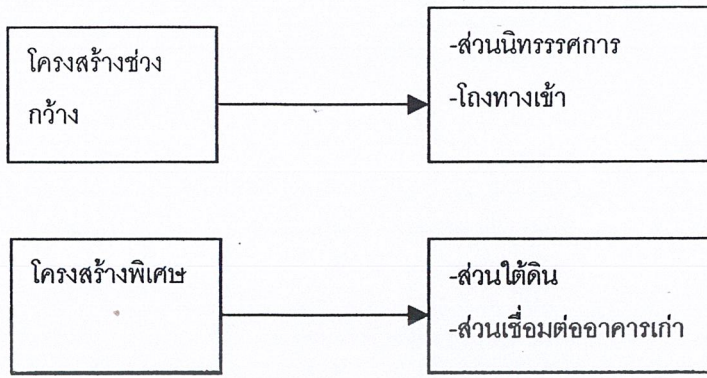 โครงสร้างช่วง
กว้าง
-ส่วนนิทรรรศการ
-โถงทางเข้า
โครงสร้างพิเศษ
-ส่วนใต้ดิน
-ส่วนเชื่อมต่ออาคารเก่า